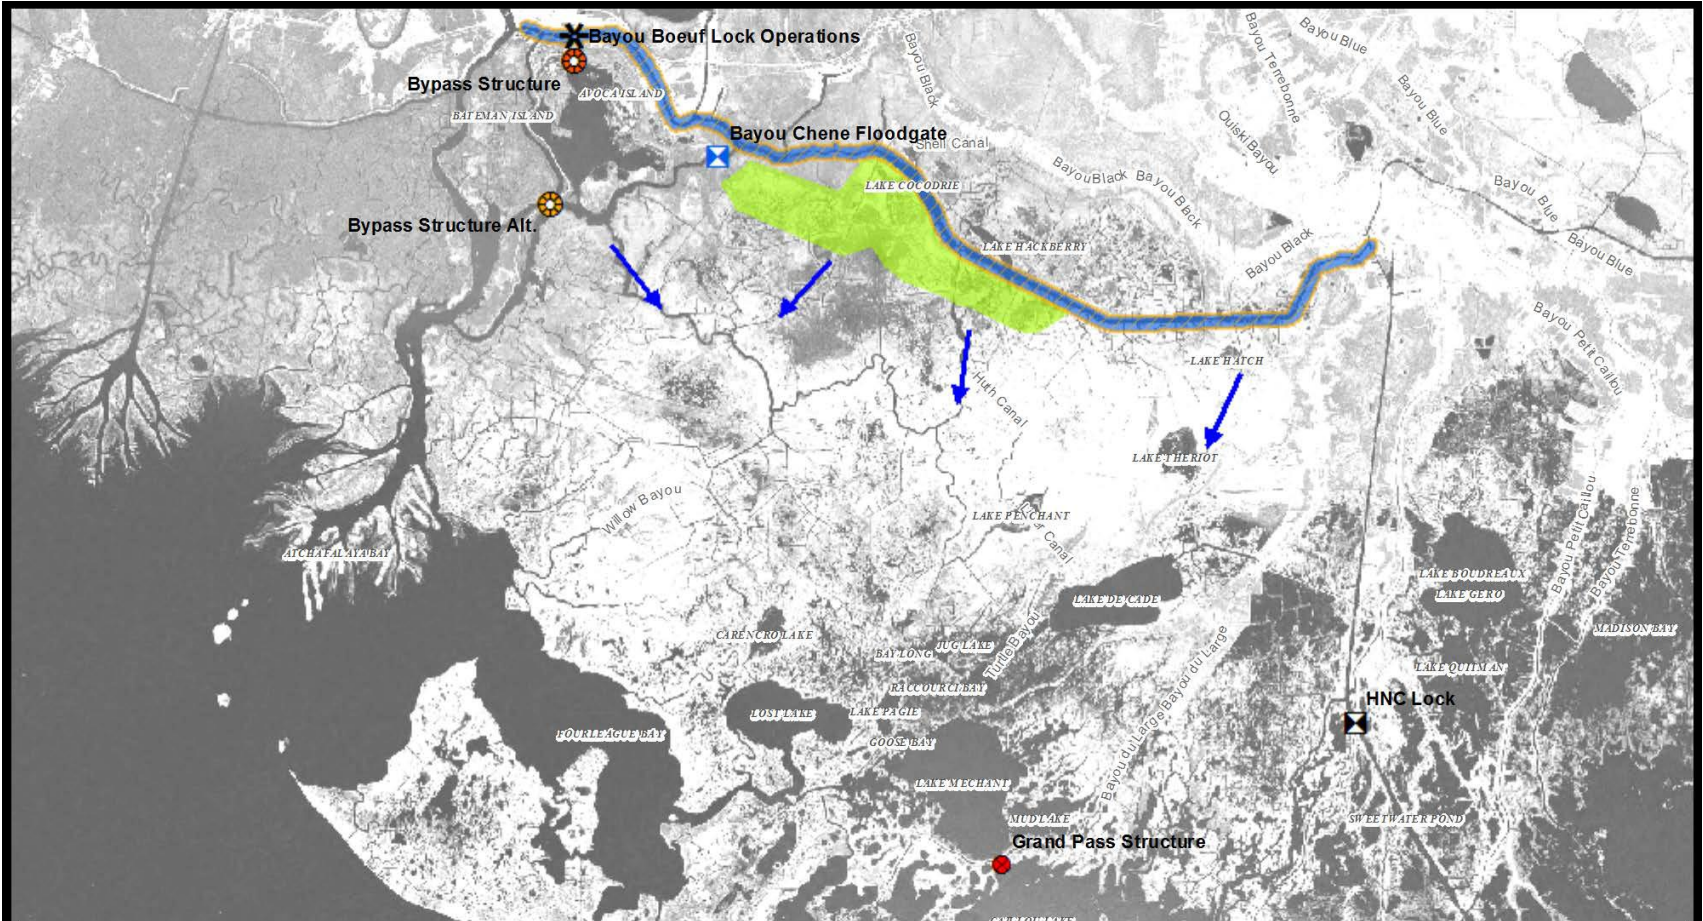 Bayou Boeuf Lock Operations
Bypass Structure
AVOCA ISLAND
BATEMAN ISLAND
Bayou Black
Bayou Terrebonne
Bayou Blue
Bayou Blue
Bayou Chene Floodgate
Shell Canal
Ouiski Bayou
Bayou Black
Bayou Black
LAKE COCODRIE
Bayou Blue
Bypass Structure Alt.
LAKE HACKBERRY
Bayou Black
Bayou Blue
Bayou Petit Caillou
LAKE HATCH
Huth Canal
LAKE THERIOT
Willow Bayou
LAKE PENCHANT
Canal
ATCHAFALAYA BAY
Bayou Petit Caillou
Bayou Terrebonne
LAKE BOUDREAUX
LAKE GERO
LAKE DE CADE
MADISON BAY
CARENCRO LAKE
JUG LAKE
BAY LONG
Turtle Bayou
LAKE QUITMAN
RACCOURCI BAY
HNC Lock
LOST LAKE
LAKE PAGIE
Bayou du Large
Bayou du Large
FOURLEAGUE BAY
GOOSE BAY
LAKE MECHANT
MUD LAKE
SWEETWATER POND
Grand Pass Structure